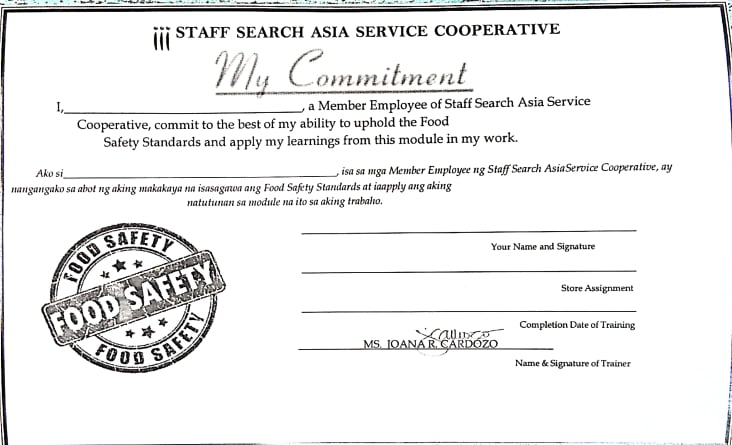 STAFF SEARCH ASIA SERVICE COOPERATIVE
My Commitment
I,________________________, a Member Employee of Staff Search Asia Service
Cooperative, commit to the best of my ability to uphold the Food
Safety Standards and apply my learnings from this module in my work.
Ako si________________________, isa sa mga Member Employee ng Staff Search AsiaService Cooperative, ay
nangangako sa abot ng aking makakaya na isasagawa ang Food Safety Standards at iaapply ang aking
natutunan sa module na ito sa aking trabaho.
FOOD SAFETY
FOOD SAFETY
FOOD SAFETY
Your Name and Signature
Store Assignment
Completion Date of Training
MS. JOANA R. CARDOZO
Name & Signature of Trainer